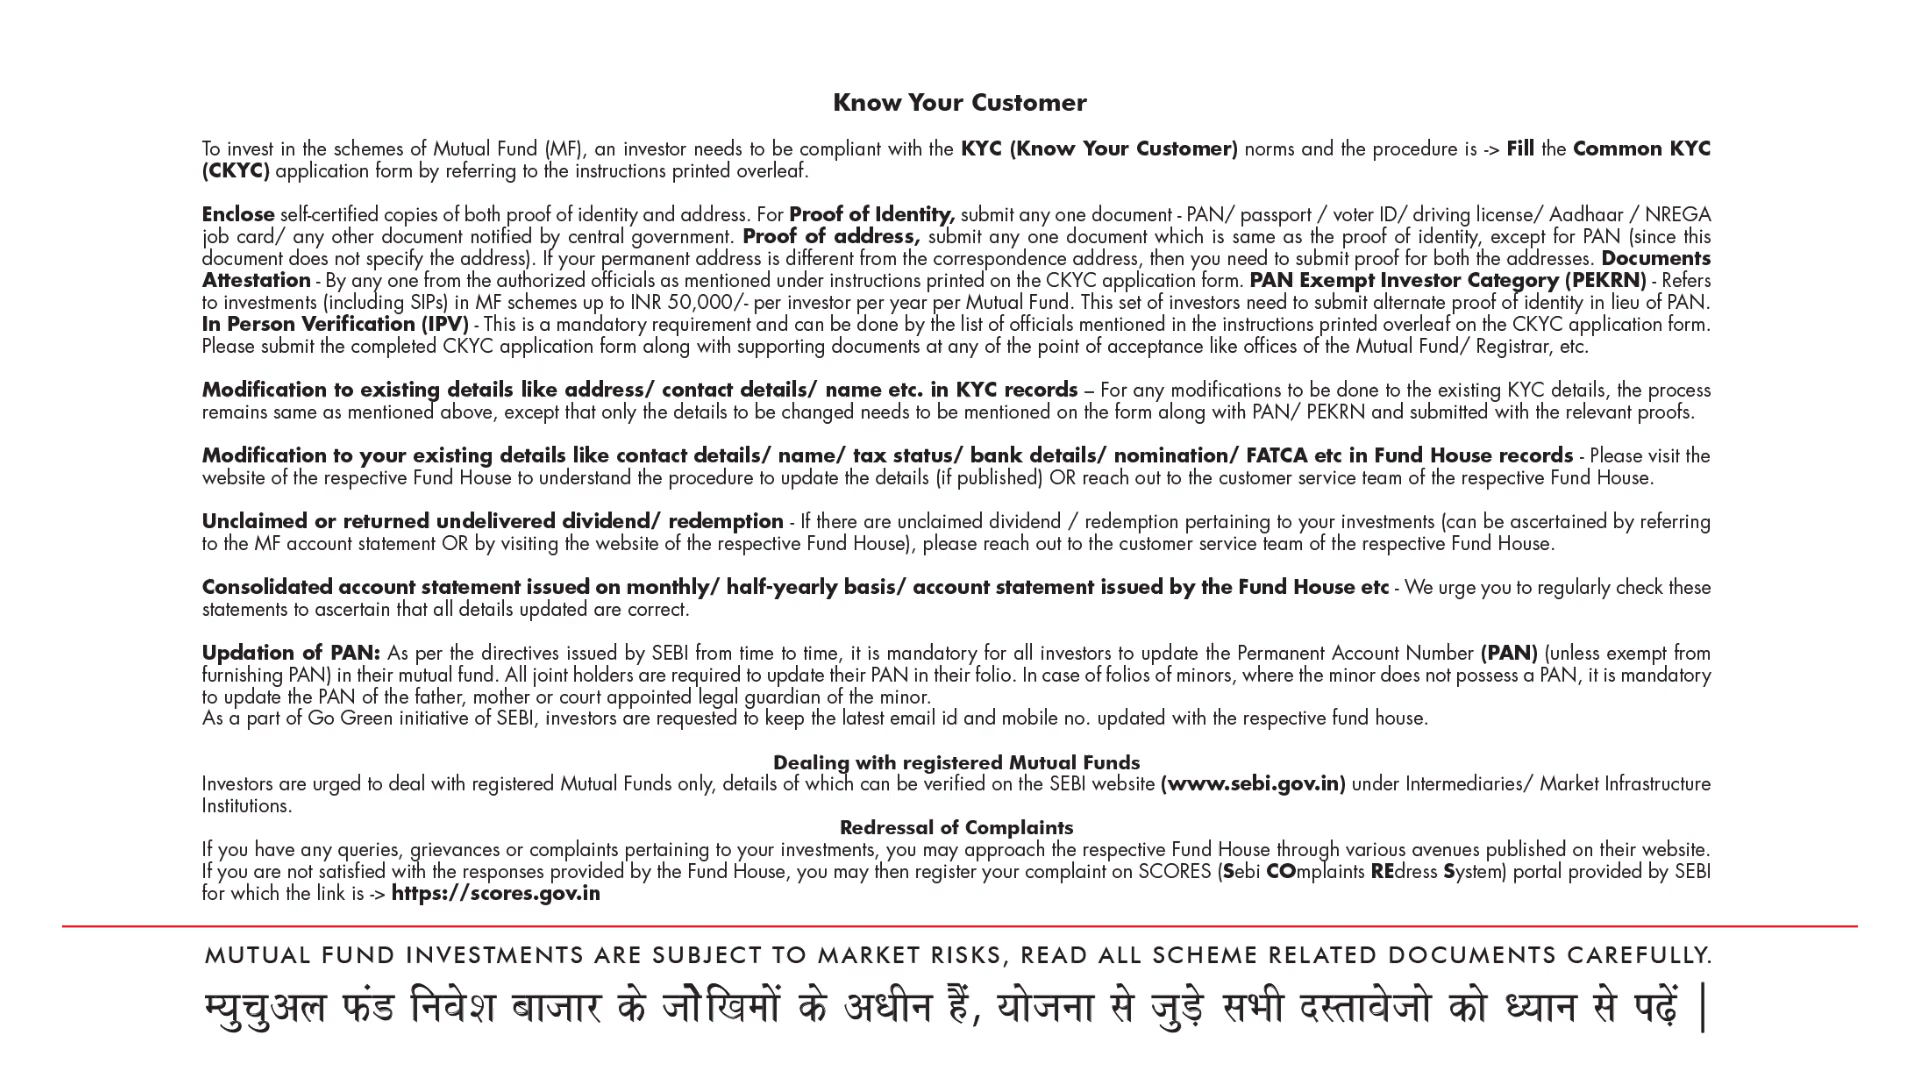 Know Your Customer
To invest in the schemes of Mutual Fund (MF), an investor needs to be compliant with the KYC (Know Your Customer) norms and the procedure is -> Fill the Common KYC
(CKYC) application form by referring to the instructions printed overleaf.
Enclose self-certified copies of both proof of identity and address. For Proof of Identity, submit any one document - PAN/ passport / voter ID/ driving license/ Aadhaar / NREGA
job card/ any other document notified by central government. Proof of address, submit any one document which is same as the proof of identity, except for PAN (since this
document does not specify the address). If your permanent address is different from the correspondence address, then you need to submit proof for both the addresses. Documents
Attestation - By any one from the authorized officials as mentioned under instructions printed on the CKYC application form. PAN Exempt Investor Category (PEKRN) - Refers
to investments (including SIPs) in MF schemes up to INR 50,000/- per investor per year per Mutual Fund. This set of investors need to submit alternate proof of identity in lieu of PAN.
In Person Verification (IPV) - This is a mandatory requirement and can be done by the list of officials mentioned in the instructions printed overleaf on the CKYC application form.
Please submit the completed CKYC application form along with supporting documents at any of the point of acceptance like offices of the Mutual Fund/ Registrar, etc.
Modification to existing details like address/ contact details/ name etc. in KYC records – For any modifications to be done to the existing KYC details, the process
remains same as mentioned above, except that only the details to be changed needs to be mentioned on the form along with PAN/ PEKRN and submitted with the relevant proofs.
Modification to your existing details like contact details/ name/ tax status/ bank details/ nomination/ FATCA etc in Fund House records - Please visit the
website of the respective Fund House to understand the procedure to update the details (if published) OR reach out to the customer service team of the respective Fund House.
Unclaimed or returned undelivered dividend/ redemption - If there are unclaimed dividend / redemption pertaining to your investments (can be ascertained by referring
to the MF account statement OR by visiting the website of the respective Fund House), please reach out to the customer service team of the respective Fund House.
Consolidated account statement issued on monthly/ half-yearly basis/ account statement issued by the Fund House etc - We urge you to regularly check these
statements to ascertain that all details updated are correct.
Updation of PAN: As per the directives issued by SEBI from time to time, it is mandatory for all investors to update the Permanent Account Number (PAN) (unless exempt from
furnishing PAN) in their mutual fund. All joint holders are required to update their PAN in their folio. In case of folios of minors, where the minor does not possess a PAN, it is mandatory
to update the PAN of the father, mother or court appointed legal guardian of the minor.
As a part of Go Green initiative of SEBI, investors are requested to keep the latest email id and mobile no. updated with the respective fund house.
Dealing with registered Mutual Funds
Investors are urged to deal with registered Mutual Funds only, details of which can be verified on the SEBI website (www.sebi.gov.in) under Intermediaries/ Market Infrastructure
Institutions.
Redressal of Complaints
If you have any queries, grievances or complaints pertaining to your investments, you may approach the respective Fund House through various avenues published on their website.
If you are not satisfied with the responses provided by the Fund House, you may then register your complaint on SCORES (Sebi COmplaints REdress System) portal provided by SEBI
for which the link is -> https://scores.gov.in
MUTUAL FUND INVESTMENTS ARE SUBJECT TO MARKET RISKS, READ ALL SCHEME RELATED DOCUMENTS CAREFULLY.
म्युचुअल फंड निवेश बाजार के जोेखिमों के अधीन हैं, योजना से जुड़े सभी दस्तावेजो को ध्यान से पढ़ें |